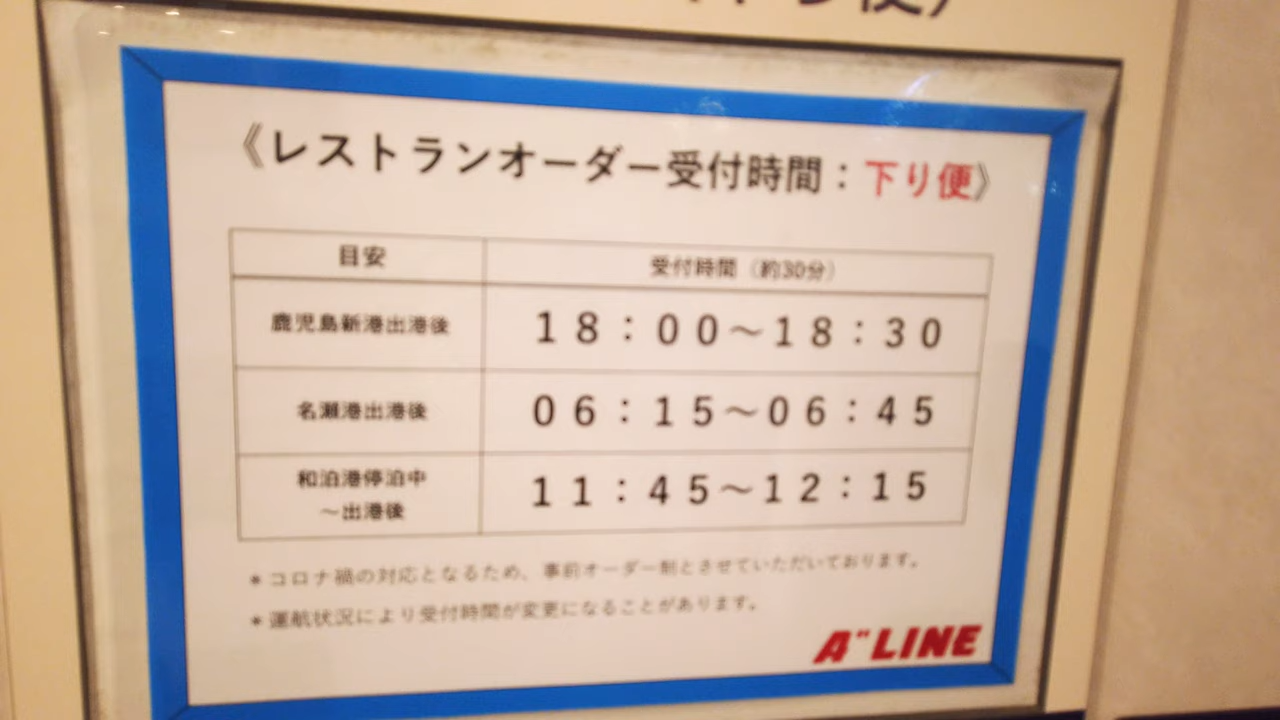 《レストランオーダー受付時間：下り便》
目安 受付時間（約30分）
鹿児島新港出港後 18：00～18：30
名瀬港出港後 06：15～06：45
和泊港停泊中
～出港後 11：45～12：15
＊コロナ禍の対応となるため、事前オーダー制とさせていただいております。
＊運航状況により受付時間が変更になることがあります。
A"LINE